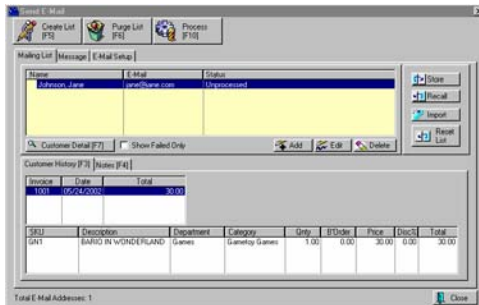 Send E-Mail
Create List [F5]
Purge List [F6]
Process [F10]
Mailing List
Message
E-Mail Setup
Name E-Mail Status
Johnson, Jane jane@jane.com Unprocessed
Store
Recall
Import
Reset List
Customer Detail [F7]
Show Failed Only
Add
Edit
Delete
Customer History [F3]
Notes [F4]
Invoice Date Total
1001 05/24/2002 30.00
SKU Description Department Category Qnty B'Order Price Disc% Total
GN1 BARIO IN WONDERLAND Games Gameboy Games 1.00 0.00 30.00 0.00 30.00
Total E-Mail Addresses: 1
Close